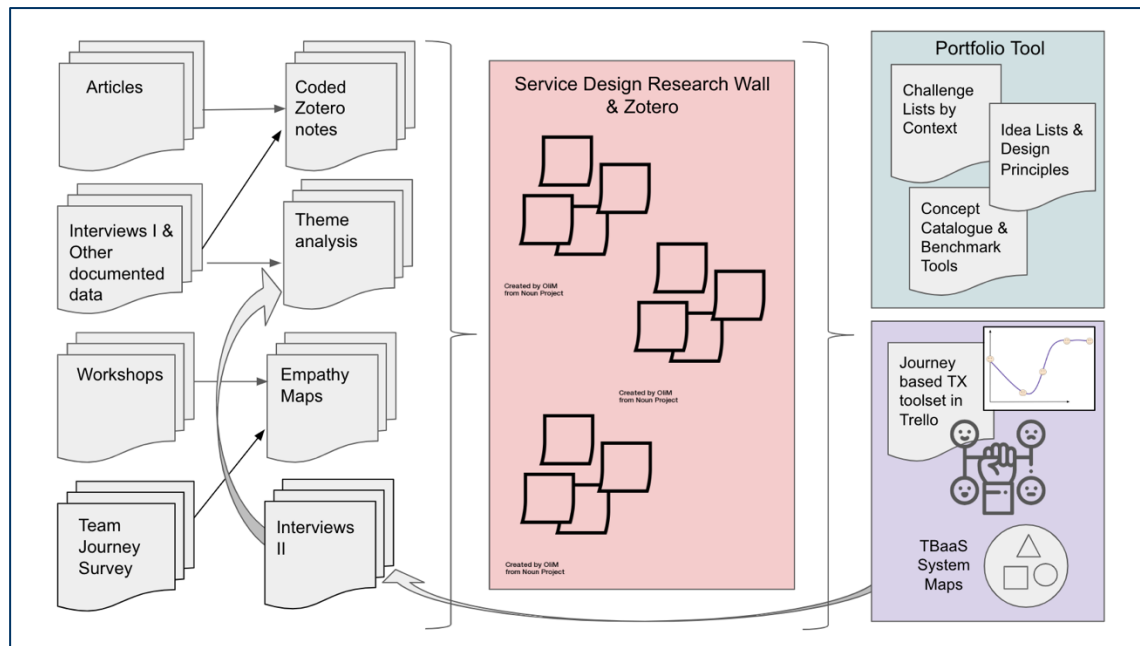 Articles
Coded
Zotero
notes
Interviews I &
Other
documented
data
Theme
analysis
Workshops
Empathy
Maps
Team
Journey
Survey
Interviews
II
Service Design Research Wall
& Zotero
Created by OliM
from Noun Project
Created by OliM
from Noun Project
Created by OliM
from Noun Project
Portfolio Tool
Challenge
Lists by
Context
Idea Lists &
Design
Principles
Concept
Catalogue &
Benchmark
Tools
Journey
based TX
toolset in
Trello
TBaaS
System
Maps